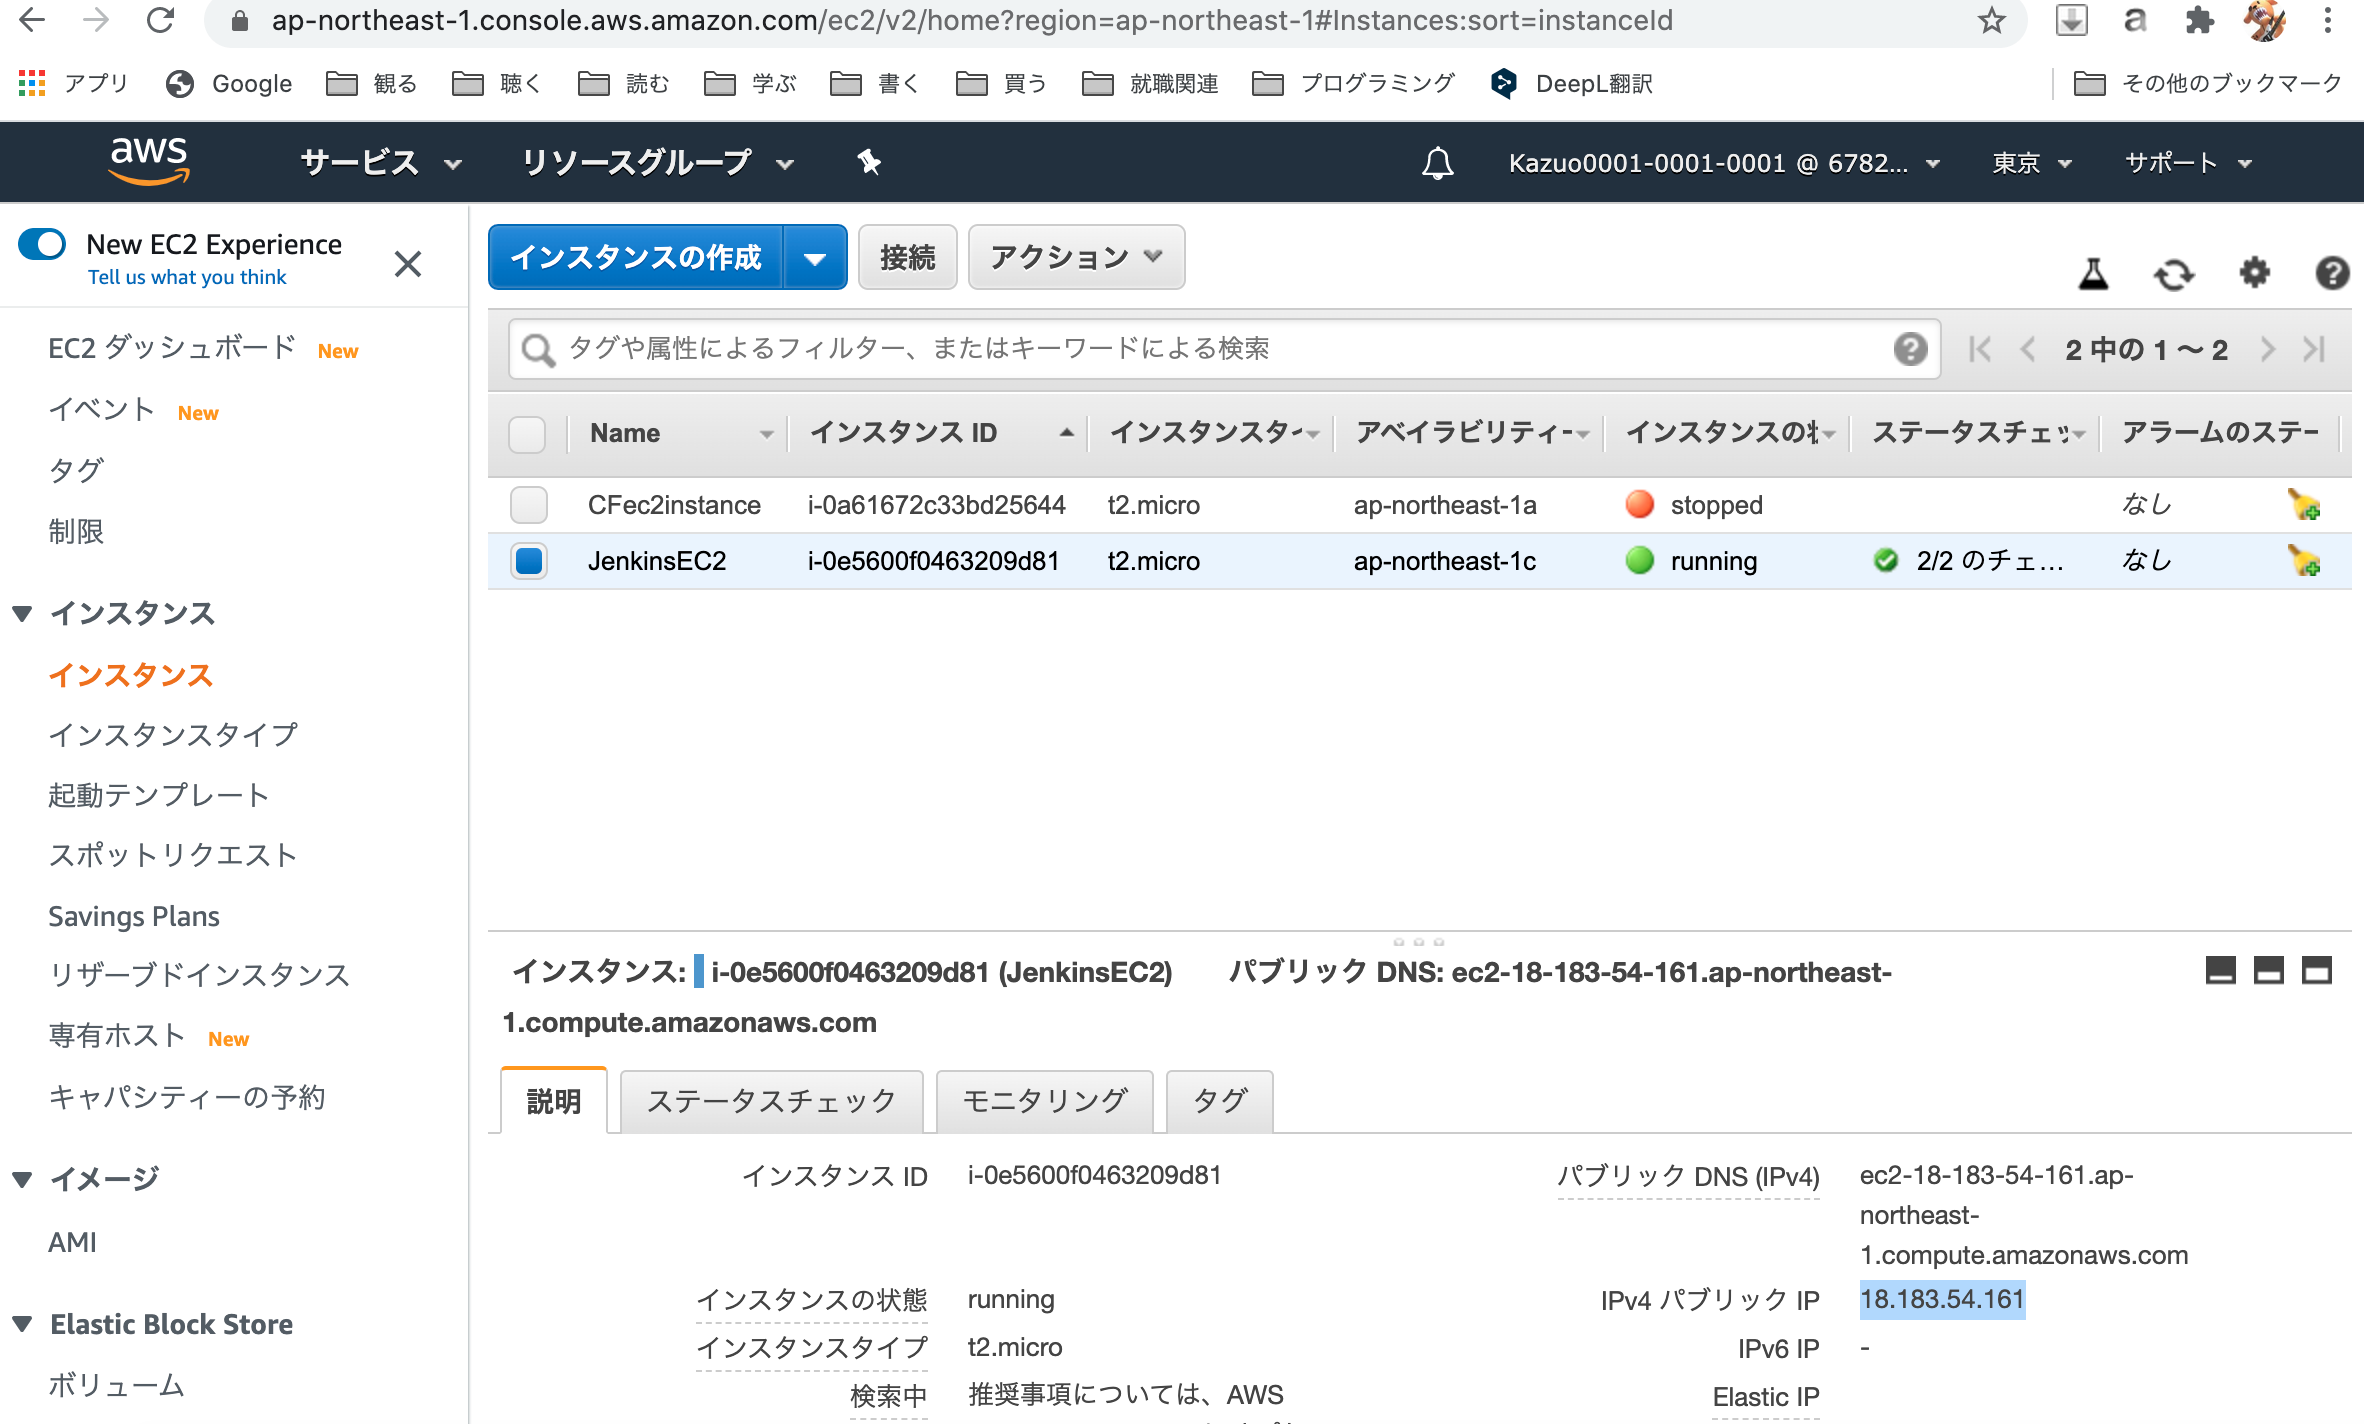 ap-northeast-1.console.aws.amazon.com/ec2/v2/home?region=ap-northeast-1#Instances:sort=instanceId
アプリ Google 観る 聴く 読む 学ぶ 書く 買う 就職関連 プログラミング DeepL翻訳 その他のブックマーク
aws サービス リソースグループ Kazuo0001-0001-0001 @ 6782... 東京 サポート
New EC2 Experience
Tell us what you think
インスタンスの作成 接続 アクション
タグや属性によるフィルター、またはキーワードによる検索 2 中の 1 ～ 2
Name インスタンス ID インスタンスタ アベイラビリティー インスタンスの ステータスチェッ アラームのステー
CFec2instance i-0a61672c33bd25644 t2.micro ap-northeast-1a stopped なし
JenkinsEC2 i-0e5600f0463209d81 t2.micro ap-northeast-1c running 2/2 のチェ... なし
EC2 ダッシュボード New
イベント New
タグ
制限
インスタンス
インスタンス
インスタンスタイプ
起動テンプレート
スポットリクエスト
Savings Plans
リザーブドインスタンス
専有ホスト New
キャパシティーの予約
イメージ
AMI
Elastic Block Store
ボリューム
インスタンス: i-0e5600f0463209d81 (JenkinsEC2) パブリック DNS: ec2-18-183-54-161.ap-northeast-
1.compute.amazonaws.com
説明 ステータスチェック モニタリング タグ
インスタンス ID i-0e5600f0463209d81 パブリック DNS (IPv4) ec2-18-183-54-161.ap-
northeast-
1.compute.amazonaws.com
インスタンスの状態 running IPv4 パブリック IP 18.183.54.161
インスタンスタイプ t2.micro IPv6 IP -
検索中 推奨事項については、AWS Elastic IP